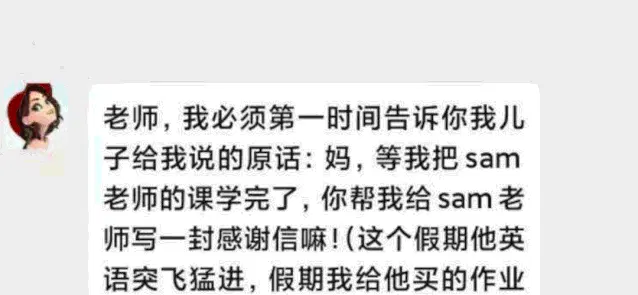 老师，我必须第一时间告诉你我儿
子给我说的原话：妈，等我把 sam
老师的课学完了，你帮我给 sam 老
师写一封感谢信嘛!（这个假期他英
语突飞猛进，假期我给他买的作业